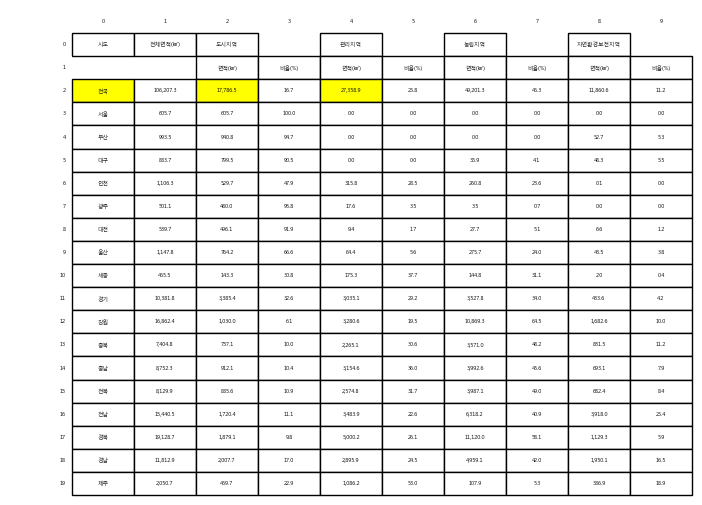 0 1 2 3 4 5 6 7 8 9
0 시도 전체면적(㎢) 도시지역 관리지역 농림지역 자연환경보전지역
1 면적(㎢) 비율(%) 면적(㎢) 비율(%) 면적(㎢) 비율(%) 면적(㎢) 비율(%)
2 전국 106,207.3 17,786.5 16.7 27,358.9 25.8 49,201.3 46.3 11,860.6 11.2
3 서울 605.7 605.7 100.0 0.0 0.0 0.0 0.0 0.0 0.0
4 부산 993.5 940.8 94.7 0.0 0.0 0.0 0.0 52.7 5.3
5 대구 883.7 799.5 90.5 0.0 0.0 35.9 4.1 48.3 5.5
6 인천 1,106.3 529.7 47.9 315.8 28.5 260.8 23.6 0.1 0.0
7 광주 501.1 480.0 95.8 17.6 3.5 3.5 0.7 0.0 0.0
8 대전 539.7 496.1 91.9 9.4 1.7 27.7 5.1 6.6 1.2
9 울산 1,147.8 764.2 66.6 64.4 5.6 275.7 24.0 43.5 3.8
10 세종 465.5 143.3 30.8 175.3 37.7 144.8 31.1 2.0 0.4
11 경기 10,381.8 3,385.4 32.6 3,035.1 29.2 3,527.8 34.0 433.6 4.2
12 강원 16,862.4 1,030.0 6.1 3,280.6 19.5 10,869.3 64.5 1,682.6 10.0
13 충북 7,404.8 737.1 10.0 2,265.1 30.6 3,571.0 48.2 831.5 11.2
14 충남 8,752.3 912.1 10.4 3,154.6 36.0 3,992.6 45.6 693.1 7.9
15 전북 8,129.9 885.6 10.9 2,574.8 31.7 3,987.1 49.0 682.4 8.4
16 전남 15,440.5 1,720.4 11.1 3,483.9 22.6 6,318.2 40.9 3,918.0 25.4
17 경북 19,128.7 1,879.1 9.8 5,000.2 26.1 11,120.0 58.1 1,129.3 5.9
18 경남 11,812.9 2,007.7 17.0 2,895.9 24.5 4,959.1 42.0 1,950.1 16.5
19 제주 2,050.7 469.7 22.9 1,086.2 53.0 107.9 5.3 386.9 18.9